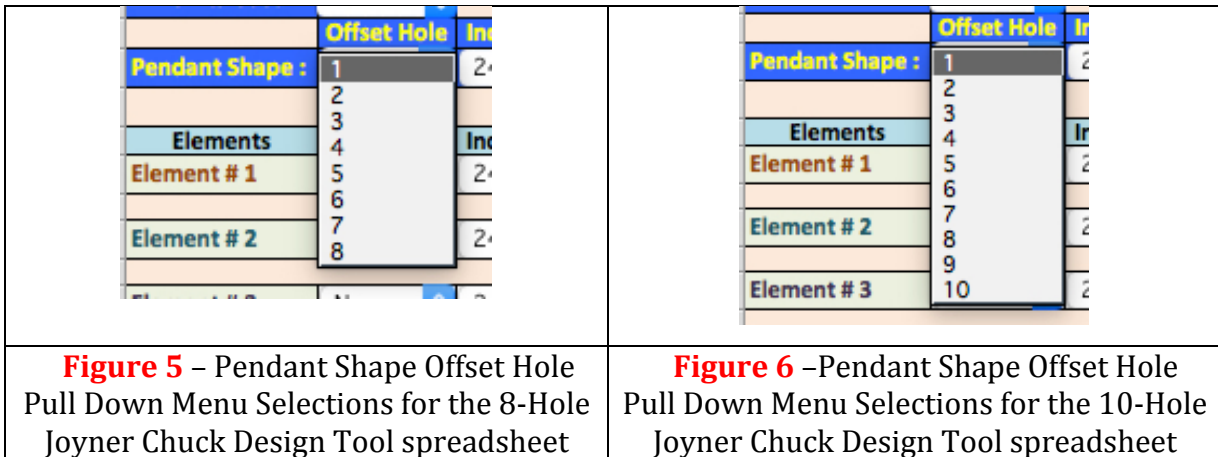 Offset Hole
Pendant Shape :
1
2
3
4
5
6
7
8
Elements
Element # 1
Element # 2
Offset Hole
Pendant Shape :
1
2
3
4
5
6
7
8
9
10
Elements
Element # 1
Element # 2
Element # 3
Figure 5 – Pendant Shape Offset Hole
Pull Down Menu Selections for the 8-Hole
Joyner Chuck Design Tool spreadsheet
Figure 6 –Pendant Shape Offset Hole
Pull Down Menu Selections for the 10-Hole
Joyner Chuck Design Tool spreadsheet